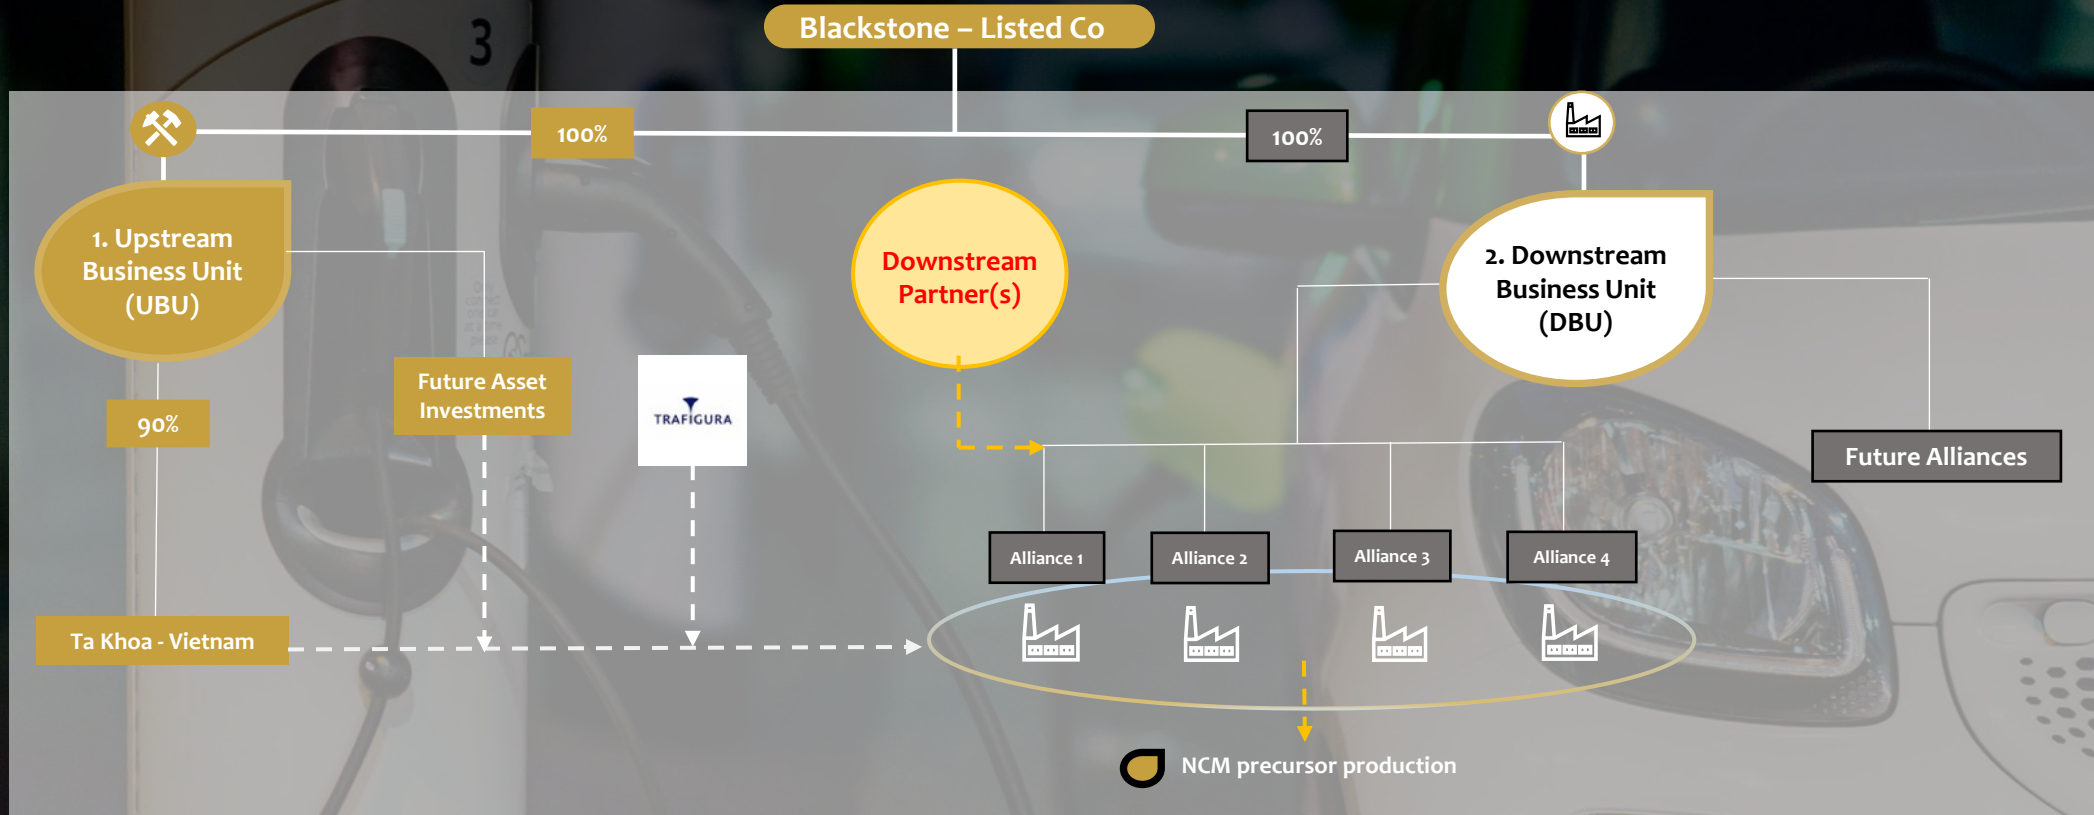 Blackstone – Listed Co
3
100%
100%
1. Upstream
Business Unit
(UBU)
Downstream
Partner(s)
2. Downstream
Business Unit
(DBU)
Future Asset
Investments
TRAFIGURA
90%
Future Alliances
Alliance 1
Alliance 2
Alliance 3
Alliance 4
Ta Khoa - Vietnam
NCM precursor production